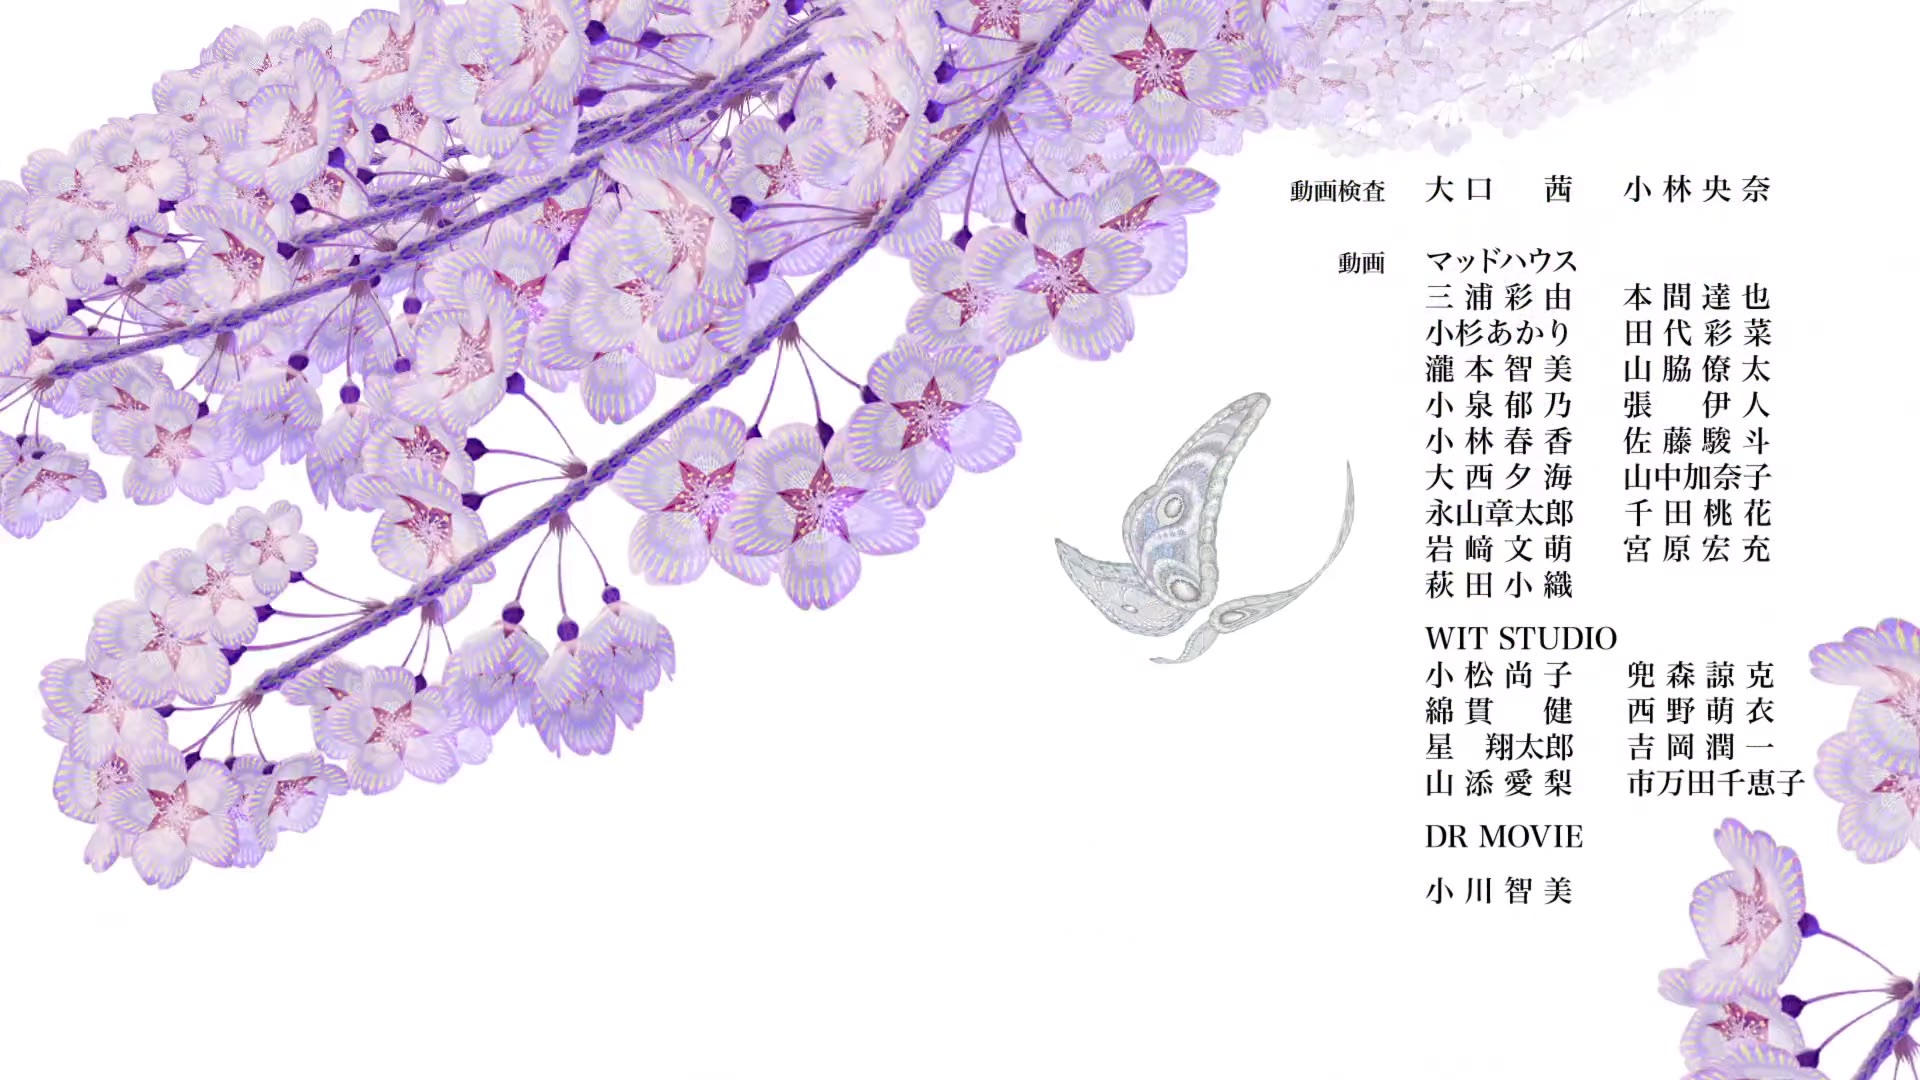 動画検査 大口 茜 小林央奈
動画 マッドハウス
三浦彩由 本間達也
小杉あかり 田代彩菜
瀧本智美 山脇僚太
小泉郁乃 張 伊人
小林春香 佐藤駿斗
大西夕海 山中加奈子
永山章太郎 千田桃花
岩﨑文萌 宮原宏充
萩田小織
WIT STUDIO
小松尚子 兜森諒克
綿貫 健 西野萌衣
星 翔太郎 吉岡潤一
山添愛梨 市万田千恵子
DR MOVIE
小川智美